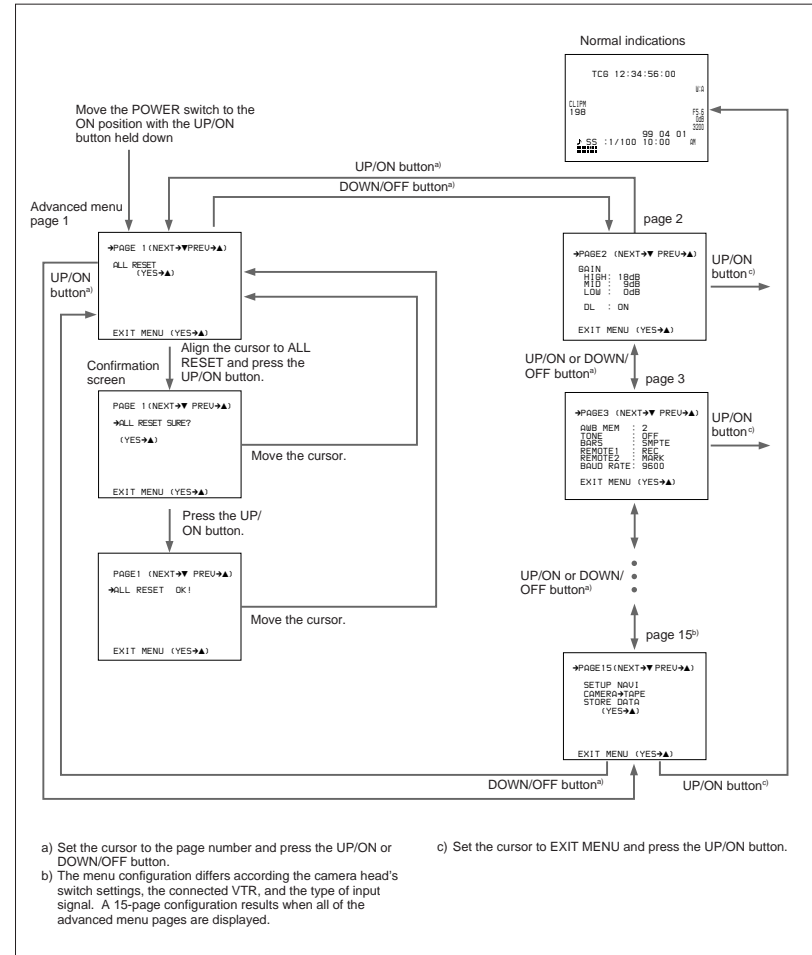 Normal indications
TCG 12:34:56:00
W:A
CLIPM
198
F5.6
0dB
3200
99 04 01
♪ SS :1/100 10:00 AM
Move the POWER switch to the
ON position with the UP/ON
button held down
UP/ON buttonᵃ⁾
DOWN/OFF buttonᵃ⁾
Advanced menu
page 1
➔PAGE 1(NEXT➔▼PREV➔▲)
ALL RESET
(YES➔▲)
EXIT MENU (YES➔▲)
UP/ON
buttonᵃ⁾
page 2
➔PAGE2 (NEXT➔▼ PREV➔▲)
GAIN
HIGH: 18dB
MID : 9dB
LOW : 0dB
DL : ON
EXIT MENU (YES➔▲)
UP/ON
buttonᶜ⁾
Align the cursor to ALL
RESET and press the
UP/ON button.
Confirmation
screen
PAGE 1(NEXT➔▼ PREV➔▲)
➔ALL RESET SURE?
(YES➔▲)
EXIT MENU (YES➔▲)
Move the cursor.
UP/ON or DOWN/
OFF buttonᵃ⁾
page 3
➔PAGE3 (NEXT➔▼ PREV➔▲)
AWB MEM : 2
TONE : OFF
BARS : SMPTE
REMOTE1 : REC
REMOTE2 : MARK
BAUD RATE: 9600
EXIT MENU (YES➔▲)
UP/ON
buttonᶜ⁾
Press the UP/
ON button.
PAGE1 (NEXT➔▼ PREV➔▲)
➔ALL RESET OK!
EXIT MENU (YES➔▲)
Move the cursor.
UP/ON or DOWN/
OFF buttonᵃ⁾
page 15ᵇ⁾
➔PAGE15(NEXT➔▼ PREV➔▲)
SETUP NAVI
CAMERA➔TAPE
STORE DATA
(YES➔▲)
EXIT MENU (YES➔▲)
DOWN/OFF buttonᵃ⁾
UP/ON buttonᶜ⁾
a) Set the cursor to the page number and press the UP/ON or
DOWN/OFF button.
b) The menu configuration differs according the camera head's
switch settings, the connected VTR, and the type of input
signal. A 15-page configuration results when all of the
advanced menu pages are displayed.
c) Set the cursor to EXIT MENU and press the UP/ON button.